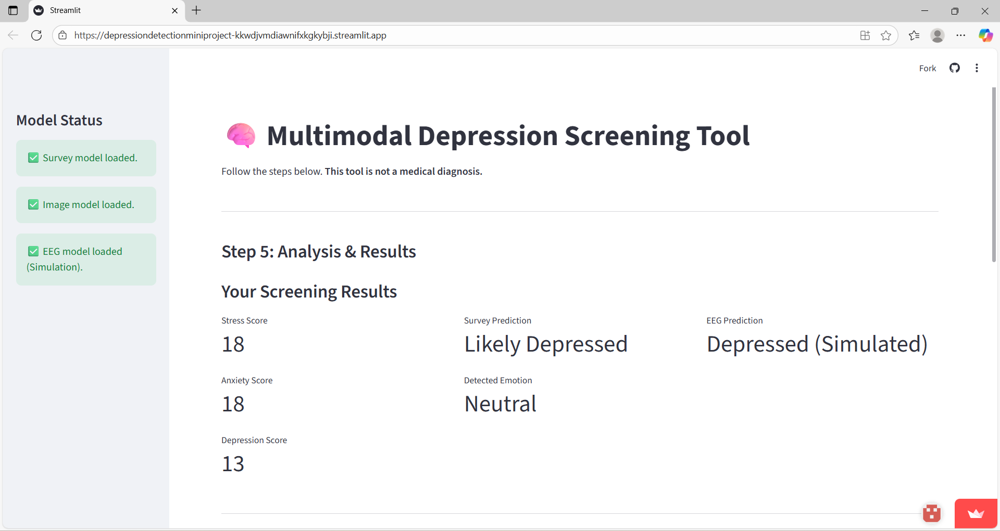 Streamlit
https://depressiondetectionminiproject-kkwdjvmdiawnifxkgkybji.streamlit.app
Fork
Model Status
✅ Survey model loaded.
✅ Image model loaded.
✅ EEG model loaded
(Simulation).
🧠 Multimodal Depression Screening Tool
Follow the steps below. This tool is not a medical diagnosis.
Step 5: Analysis & Results
Your Screening Results
Stress Score
18
Survey Prediction
Likely Depressed
EEG Prediction
Depressed (Simulated)
Anxiety Score
18
Detected Emotion
Neutral
Depression Score
13